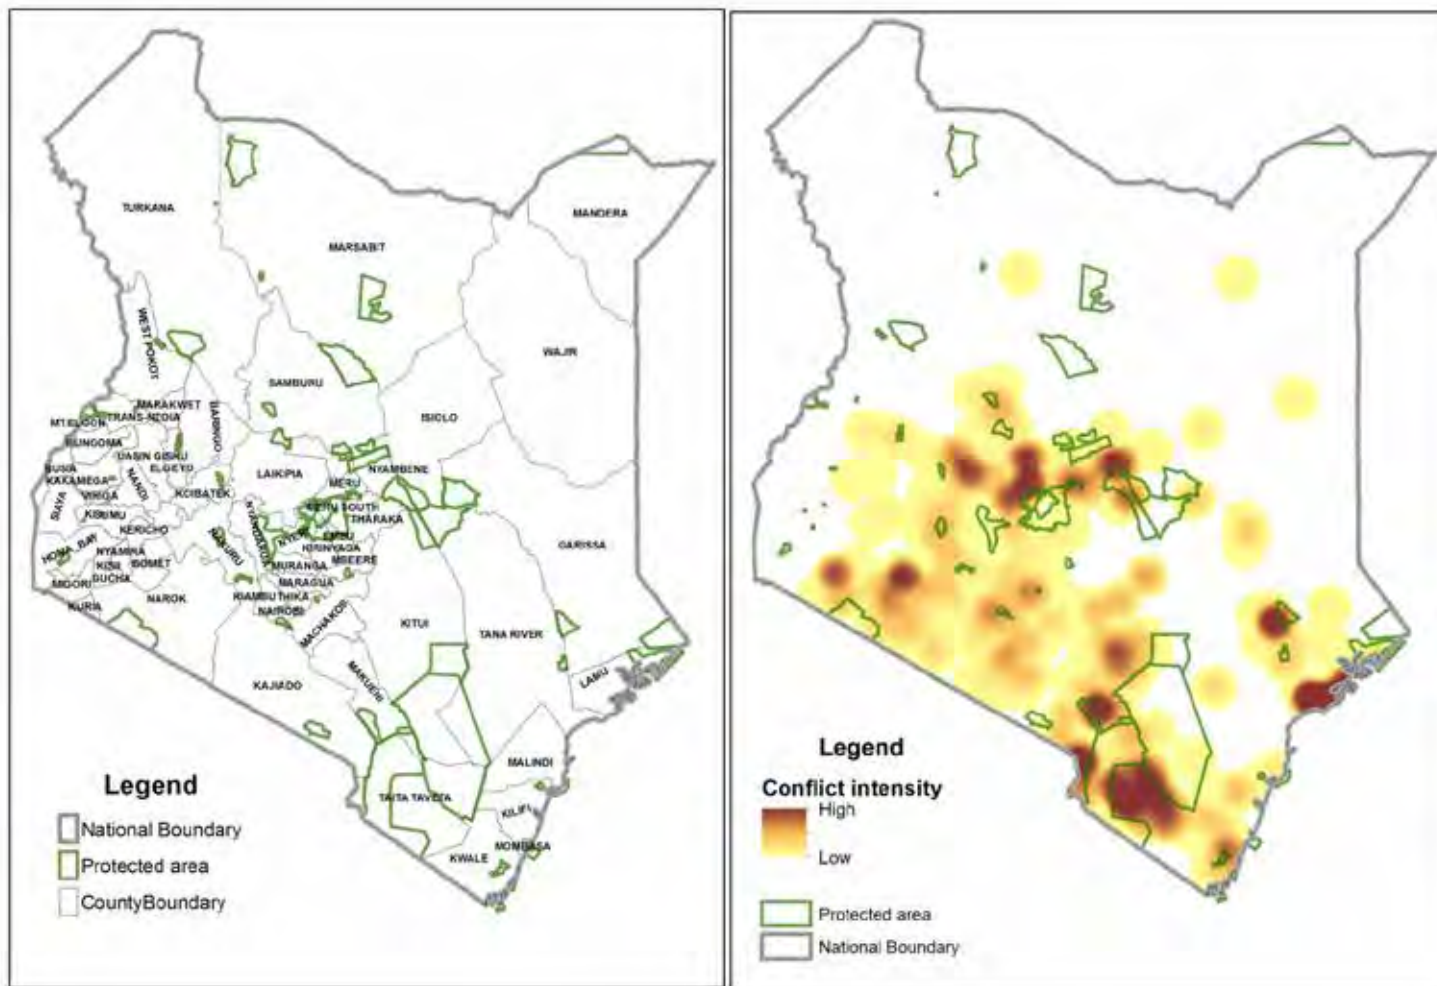 TURKANA
MANDERA
MARSABIT
WEST POKOT
WAJIR
SAMBURU
MARAKWET
TRANS-NZOIA
MT.ELGON
BARINGO
ISIOLO
BUNGOMA
UASIN GISHU
ELGEYO
LAIKIPIA
NYAMBENE
BUSIA
KAKAMEGA
NANDI
KOIBATEK
MERU
VIHIGA
SIAYA
KISUMU
MERU SOUTH
THARAKA
NYANDARUA
NYERI
KERICHO
NAKURU
EMBU
GARISSA
HOMA BAY
NYAMIRA
KIRINYAGA
MBEERE
KISII
BOMET
MURANGA
GUCHA
MIGORI
NAROK
MARAGUA
KIAMBU THIKA
KURIA
NAIROBI
MACHAKOS
KITUI
TANA RIVER
KAJIADO
MAKUENI
LAMU
MALINDI
TAITA TAVETA
KILIFI
MOMBASA
KWALE
Legend
National Boundary
Protected area
CountyBoundary
Legend
Conflict intensity
High
Low
Protected area
National Boundary